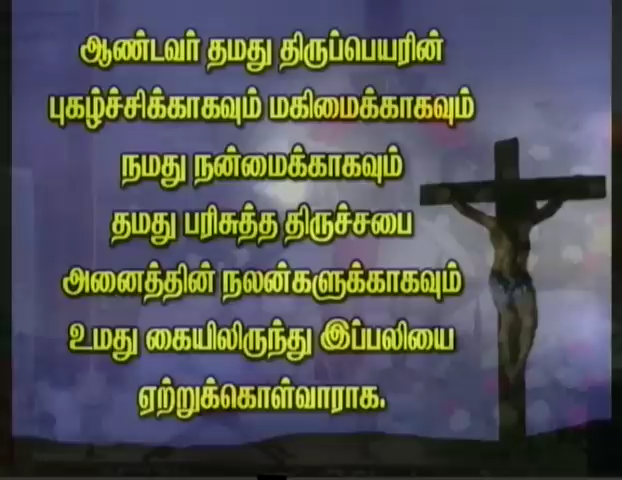 ஆண்டவர் தமது திருப்பெயரின்
புகழ்ச்சிக்காகவும் மகிமைக்காகவும்
நமது நன்மைக்காகவும்
தமது பரிசுத்த திருச்சபை
அனைத்தின் நலன்களுக்காகவும்
உமது கையிலிருந்து இப்பலியை
ஏற்றுக்கொள்வாராக.